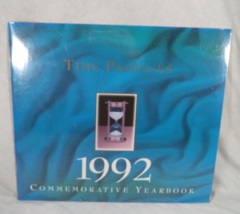 Time Passages
1992
Commemorative Yearbook